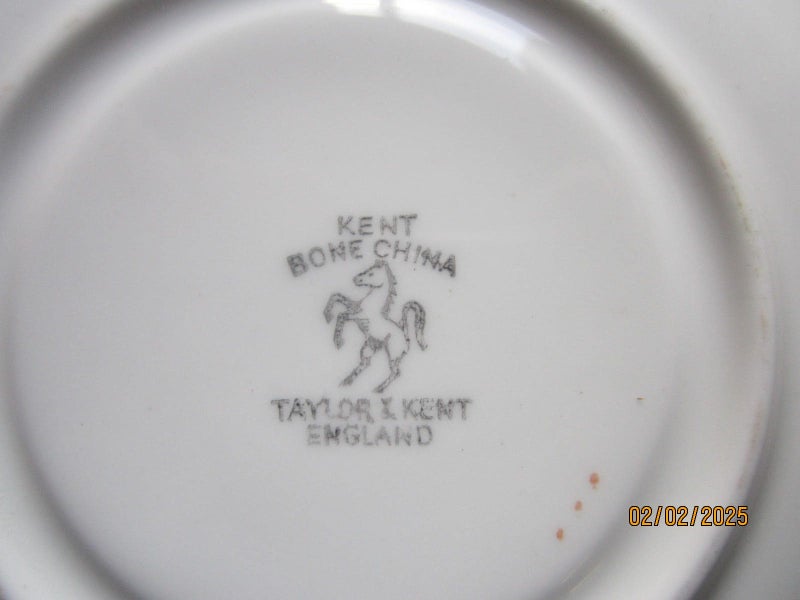 KENT
BONE CHINA
TAYLOR & KENT
ENGLAND
02/02/2025